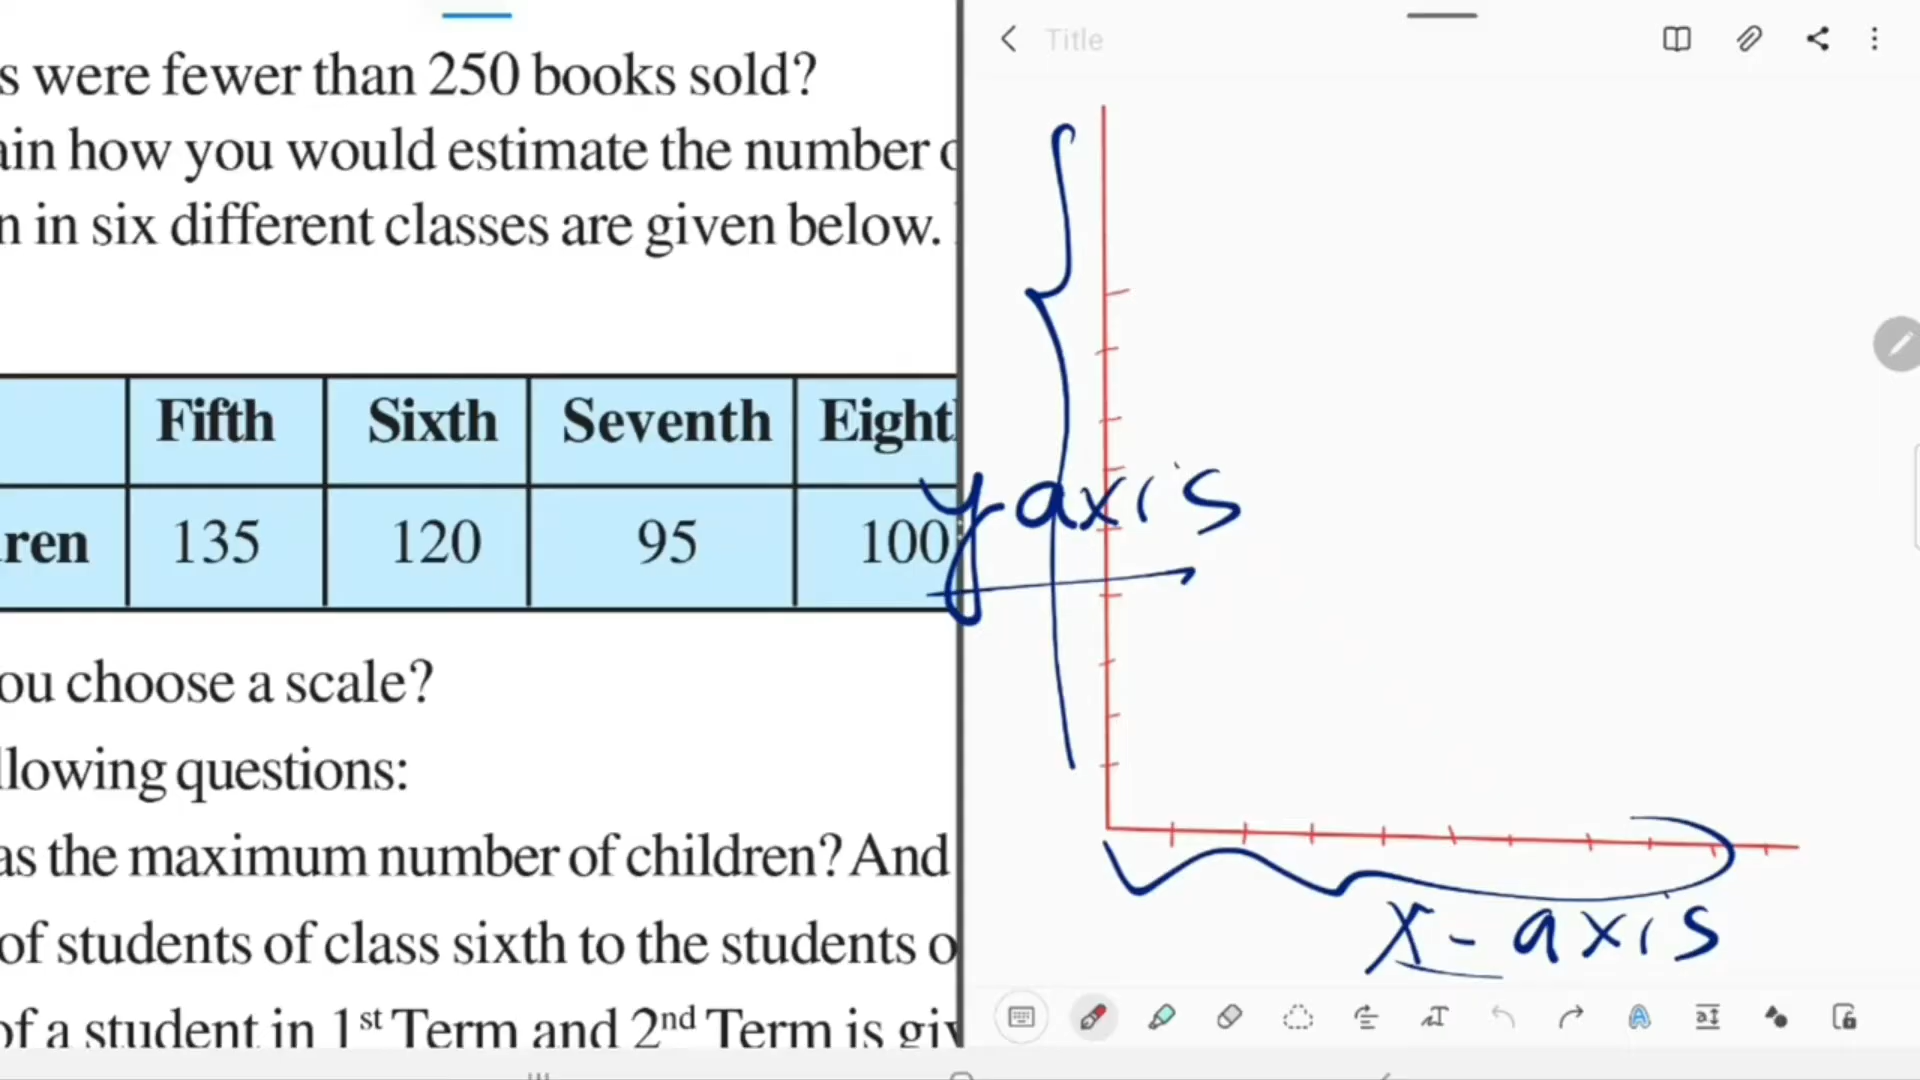 s were fewer than 250 books sold?
ain how you would estimate the number o
n in six different classes are given below.
Fifth Sixth Seventh Eight
ren 135 120 95 100
ou choose a scale?
llowing questions:
as the maximum number of children? And
of students of class sixth to the students o
of a student in 1st Term and 2nd Term is giv
Title
y axis
x - axis